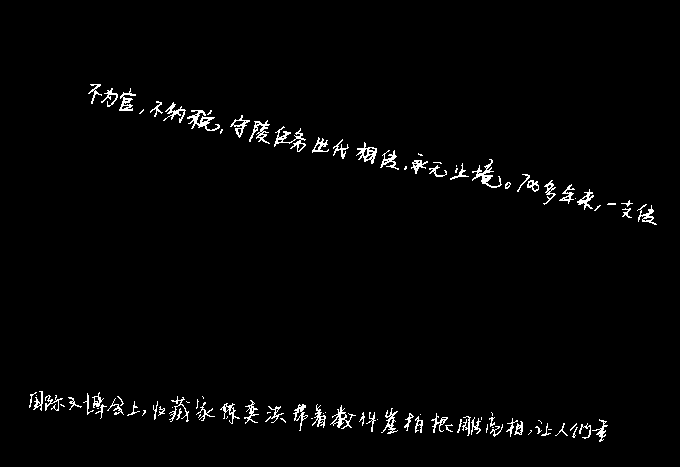 不为官，不纳税，守陵任务世代相传，永无止境。700多年来，一支传
国际文博会上，收藏家陈奕滨带着数件崖柏根雕亮相，让人们重